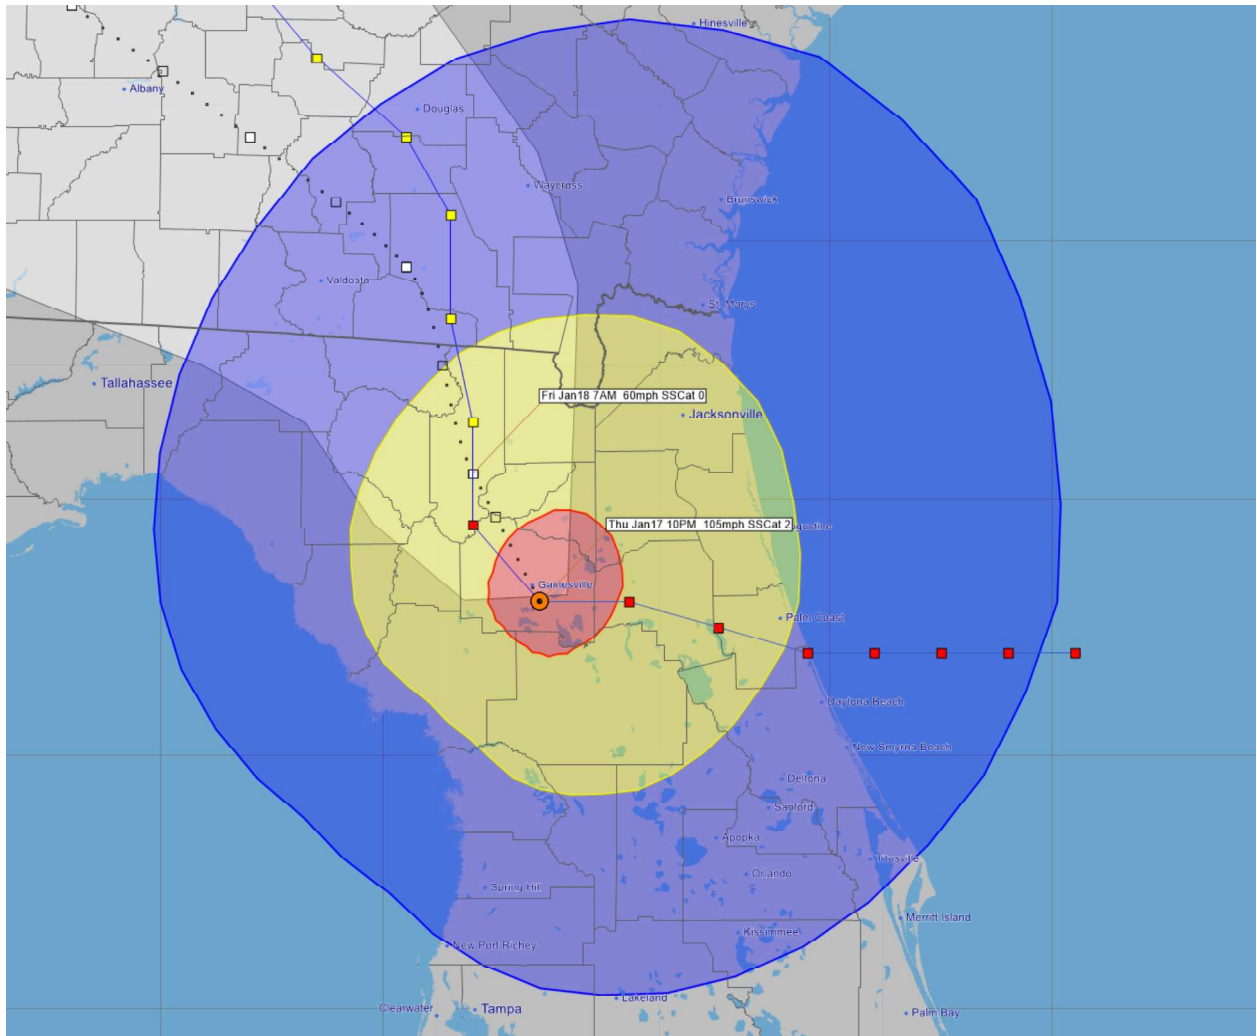 Hinesville
Albany
Douglas
Waycross
Brunswick
Valdosta
St. Marys
Tallahassee
Fri Jan18 7AM 60mph SSCat 0
Jacksonville
Thu Jan17 10PM 105mph SSCat 2
Gainesville
Palm Coast
Daytona Beach
New Smyrna Beach
Deltona
Sanford
Apopka
Titusville
Orlando
Spring Hill
Merritt Island
Kissimmee
New Port Richey
Lakeland
Clearwater
Tampa
Palm Bay